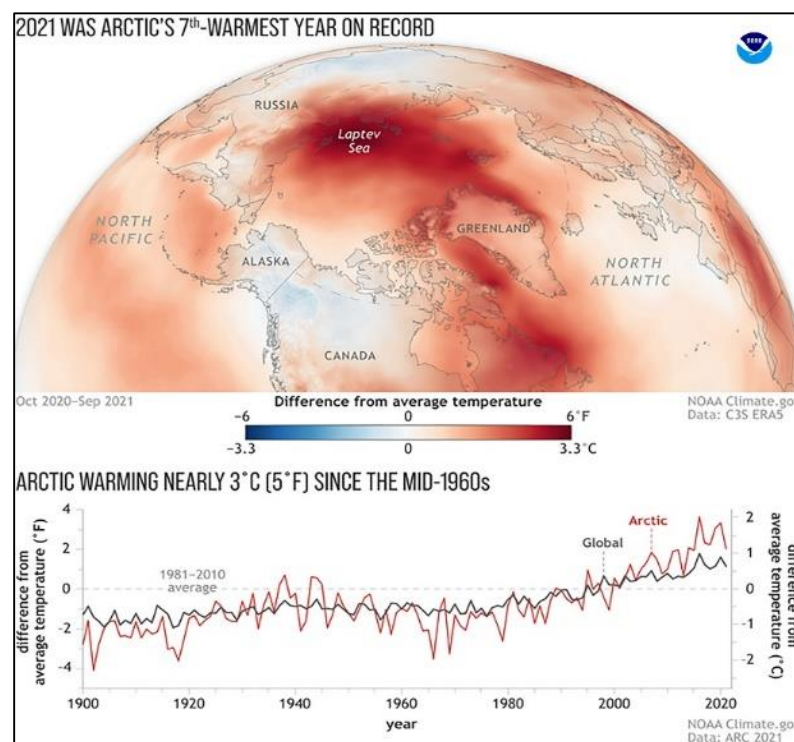 2021 WAS ARCTIC'S 7th-WARMEST YEAR ON RECORD
NOAA
RUSSIA
Laptev
Sea
NORTH
PACIFIC
GREENLAND
ALASKA
NORTH
ATLANTIC
CANADA
Oct 2020–Sep 2021
Difference from average temperature
NOAA Climate.go
Data: C3S ERA5
-6 0 6°F
-3.3 0 3.3°C
ARCTIC WARMING NEARLY 3˚C (5˚F) SINCE THE MID-1960s
difference from
average temperature (˚F)
4
2
0
-2
-4
1981–2010
average
Global
Arctic
2
1
0
-1
-2
difference from
average temperature (˚C)
1900 1920 1940 1960 1980 2000 2020
year
NOAA Climate.go
Data: ARC 2021